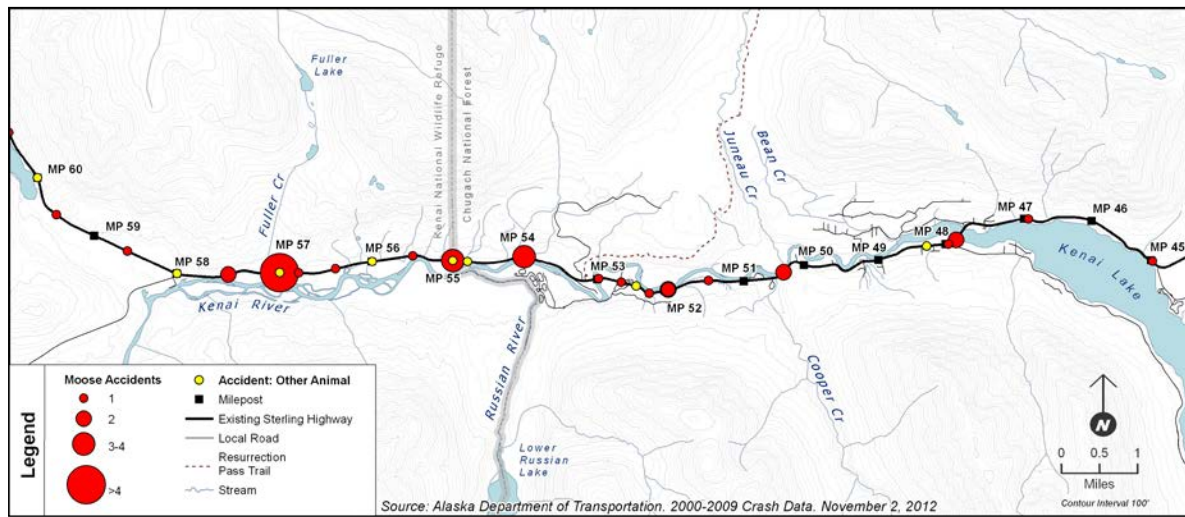 Fuller
Lake
Kenai National Wildlife Refuge
Chugach National Forest
Juneau Cr
Bean Cr
MP 60
MP 59
MP 58
Fuller Cr
MP 57
MP 56
MP 55
MP 54
MP 53
MP 52
MP 51
MP 50
MP 49
MP 48
MP 47
MP 46
MP 45
Kenai River
Russian River
Cooper Cr
Kenai Lake
Lower
Russian
Lake
Legend
Moose Accidents
1
2
3-4
>4
Accident: Other Animal
Milepost
Existing Sterling Highway
Local Road
Resurrection
Pass Trail
Stream
N
0 0.5 1
Miles
Contour Interval 100'
Source: Alaska Department of Transportation. 2000-2009 Crash Data. November 2, 2012